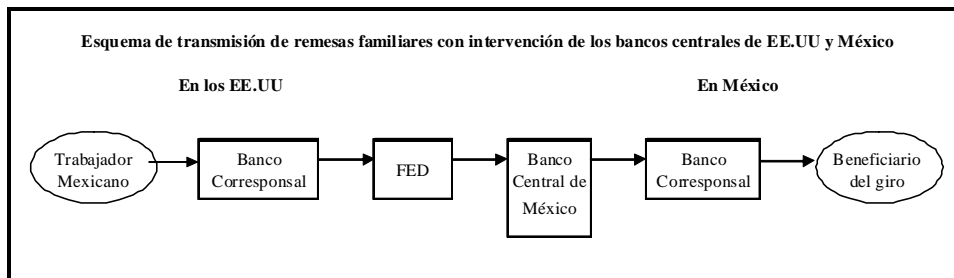 Esquema de transmisión de remesas familiares con intervención de los bancos centrales de EE.UU y México
En los EE.UU
En México
Trabajador
Mexicano
Banco
Corresponsal
FED
Banco
Central de
México
Banco
Corresponsal
Beneficiario
del giro